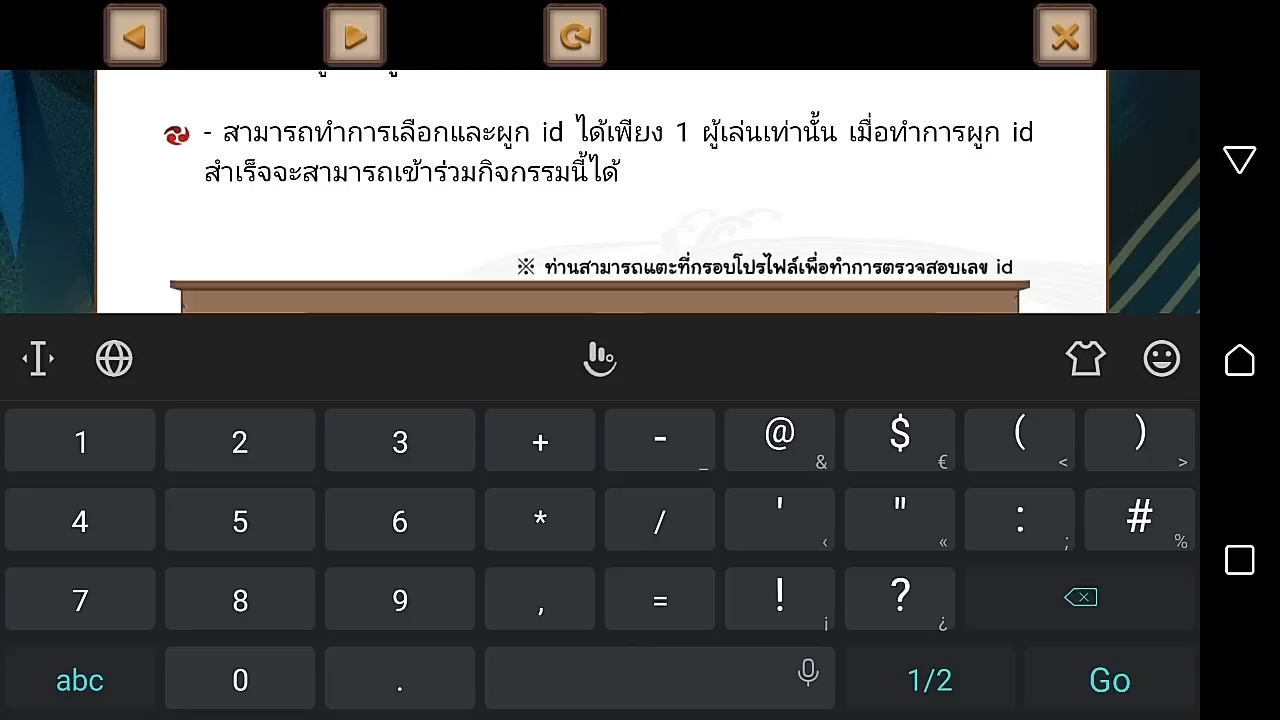 - สามารถทำการเลือกและผูก id ได้เพียง 1 ผู้เล่นเท่านั้น เมื่อทำการผูก id
สำเร็จจะสามารถเข้าร่วมกิจกรรมนี้ได้
※ ท่านสามารถแตะที่กรอบโปรไฟล์เพื่อทำการตรวจสอบเลข id
1 2 3 + - _ @ & $ € ( < ) >
4 5 6 * / ' ‹ " « : ; # %
7 8 9 , = ! ¡ ? ¿
abc 0 . 1/2 Go